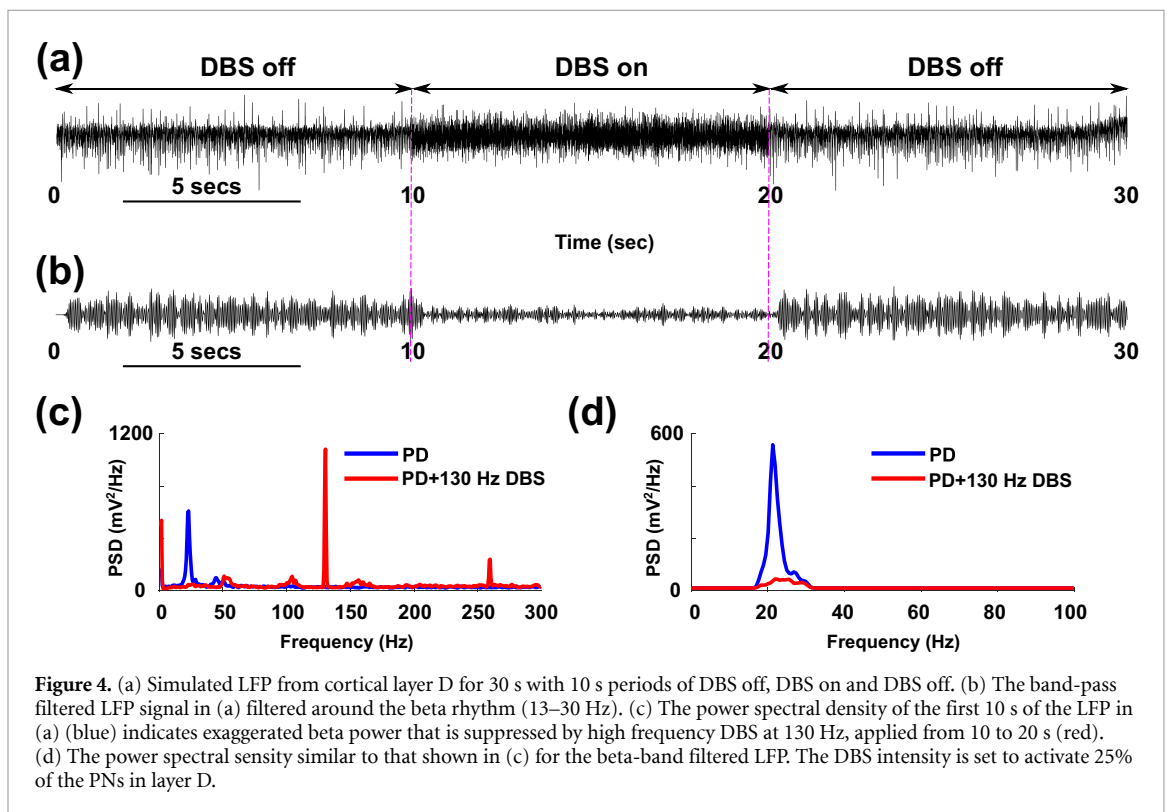 (a)
DBS off DBS on DBS off
0 10 20 30
5 secs
Time (sec)
(b)
0 10 20 30
5 secs
(c)
1200
PD
PD+130 Hz DBS
PSD (mV²/Hz)
0
0 50 100 150 200 250 300
Frequency (Hz)
(d)
600
PD
PD+130 Hz DBS
PSD (mV²/Hz)
0
0 20 40 60 80 100
Frequency (Hz)
Figure 4. (a) Simulated LFP from cortical layer D for 30 s with 10 s periods of DBS off, DBS on and DBS off. (b) The band-pass
filtered LFP signal in (a) filtered around the beta rhythm (13–30 Hz). (c) The power spectral density of the first 10 s of the LFP in
(a) (blue) indicates exaggerated beta power that is suppressed by high frequency DBS at 130 Hz, applied from 10 to 20 s (red).
(d) The power spectral sensity similar to that shown in (c) for the beta-band filtered LFP. The DBS intensity is set to activate 25%
of the PNs in layer D.